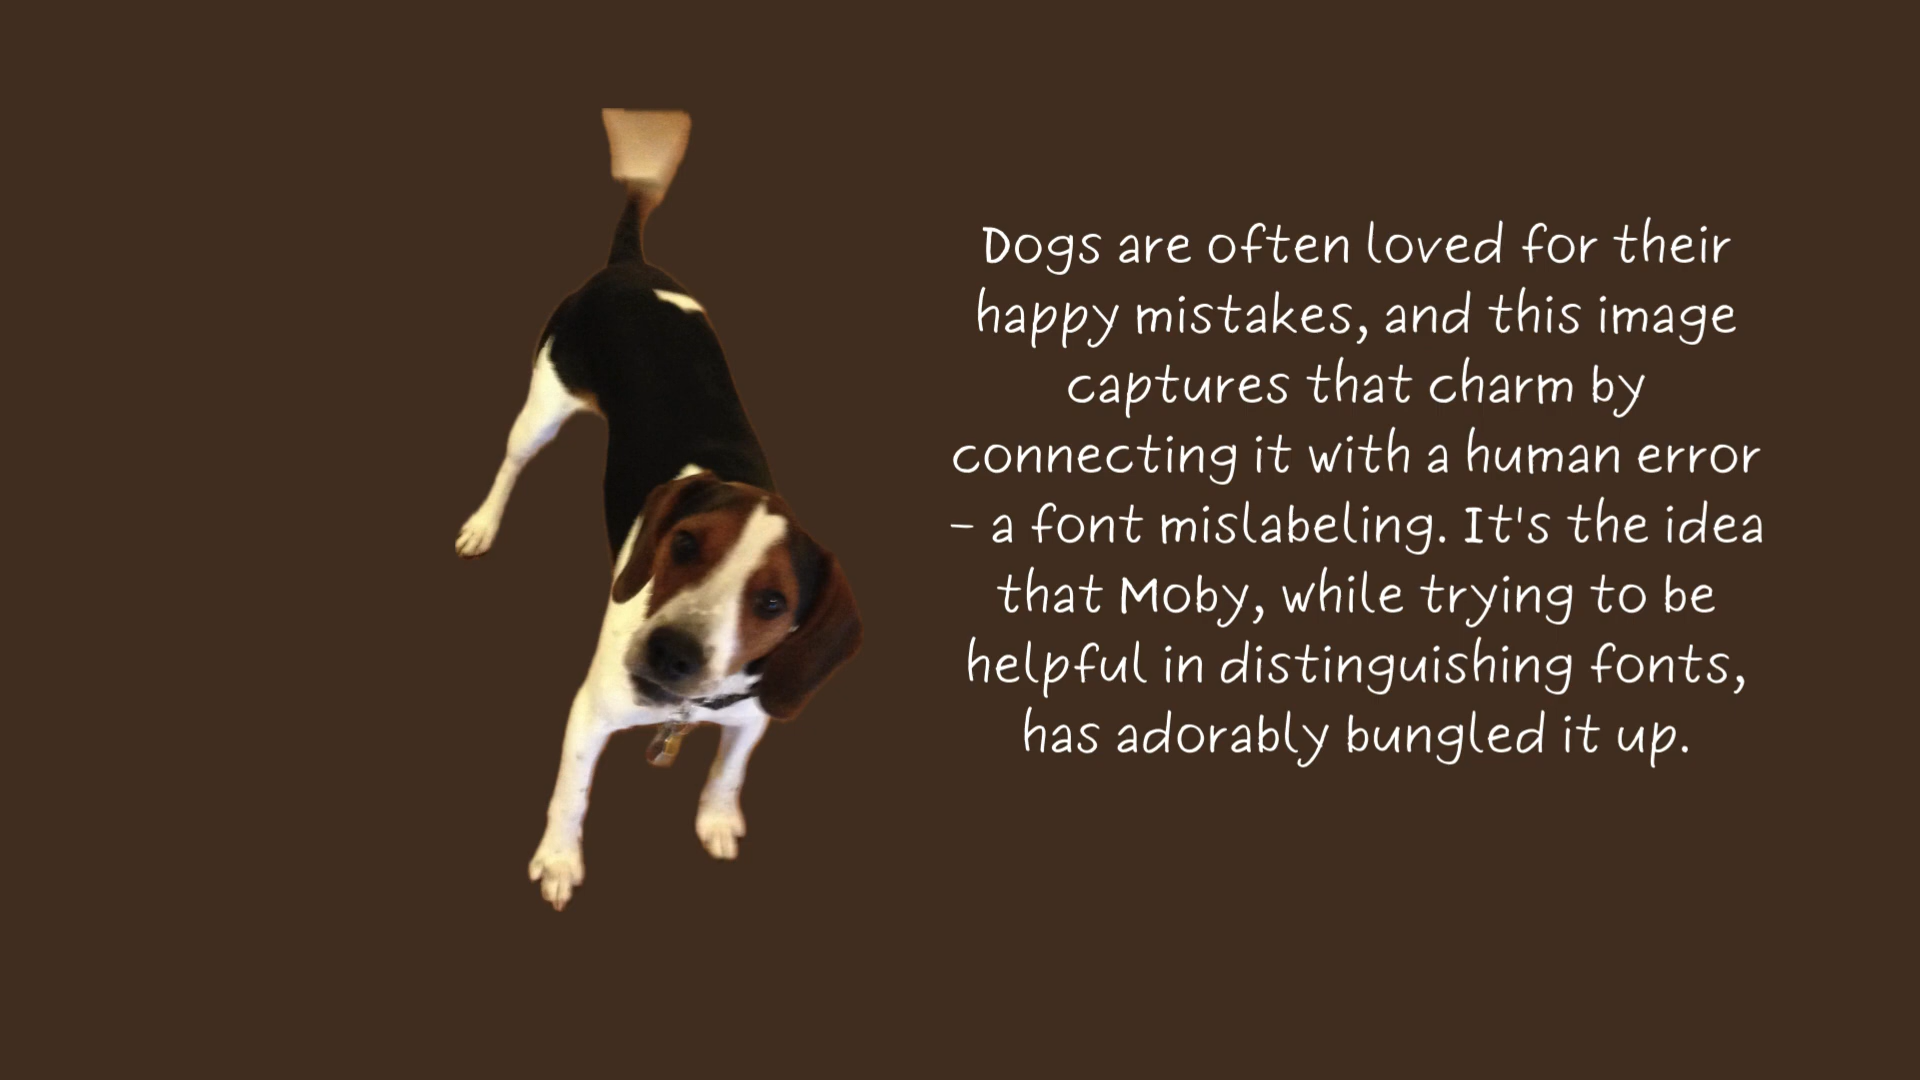 Dogs are often loved for their
happy mistakes, and this image
captures that charm by
connecting it with a human error
- a font mislabeling. It's the idea
that Moby, while trying to be
helpful in distinguishing fonts,
has adorably bungled it up.